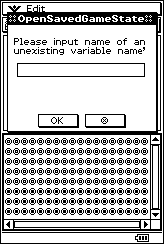 Edit
OpenSavedGameState
Please input name of an
unexisting variable name'
OK